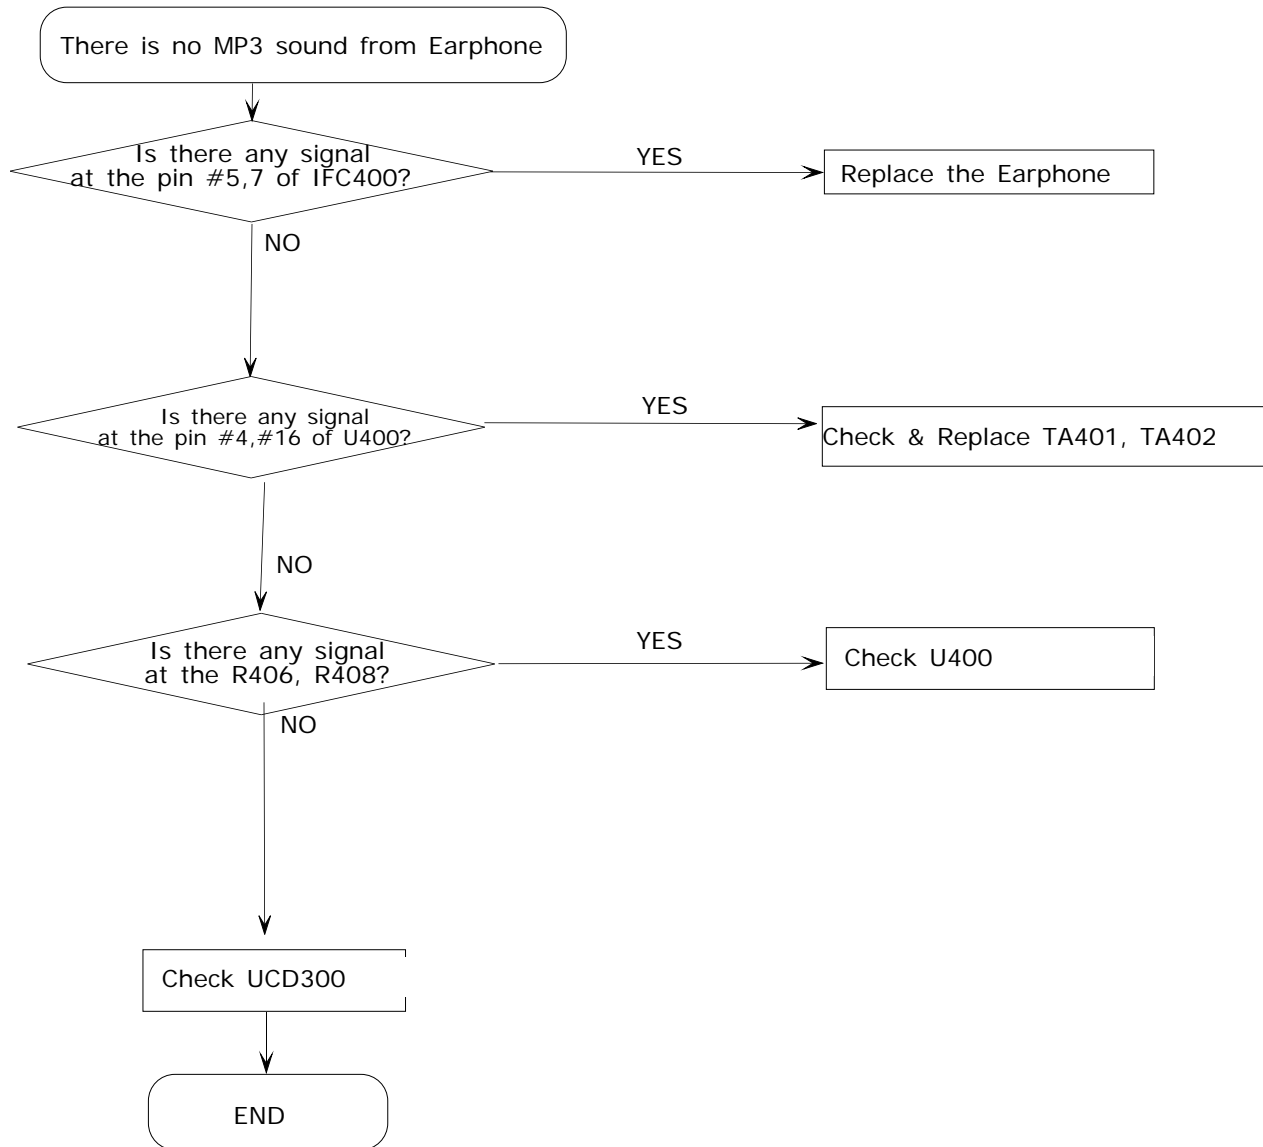 There is no MP3 sound from Earphone
Is there any signal
at the pin #5,7 of IFC400?
YES
Replace the Earphone
NO
Is there any signal
at the pin #4,#16 of U400?
YES
Check & Replace TA401, TA402
NO
Is there any signal
at the R406, R408?
YES
Check U400
NO
Check UCD300
END